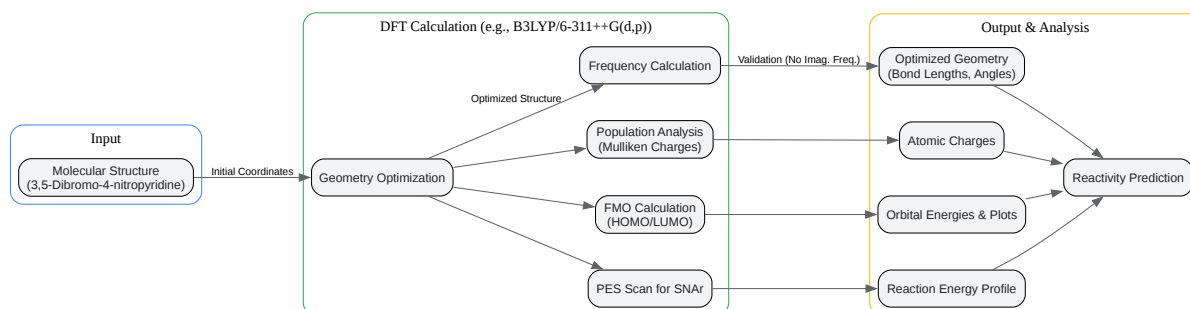 Input
Molecular Structure
(3,5-Dibromo-4-nitropyridine)
Initial Coordinates
DFT Calculation (e.g., B3LYP/6-311++G(d,p))
Geometry Optimization
Optimized Structure
Frequency Calculation
Population Analysis
(Mulliken Charges)
FMO Calculation
(HOMO/LUMO)
PES Scan for SNAr
Validation (No Imag. Freq.)
Output & Analysis
Optimized Geometry
(Bond Lengths, Angles)
Atomic Charges
Orbital Energies & Plots
Reaction Energy Profile
Reactivity Prediction